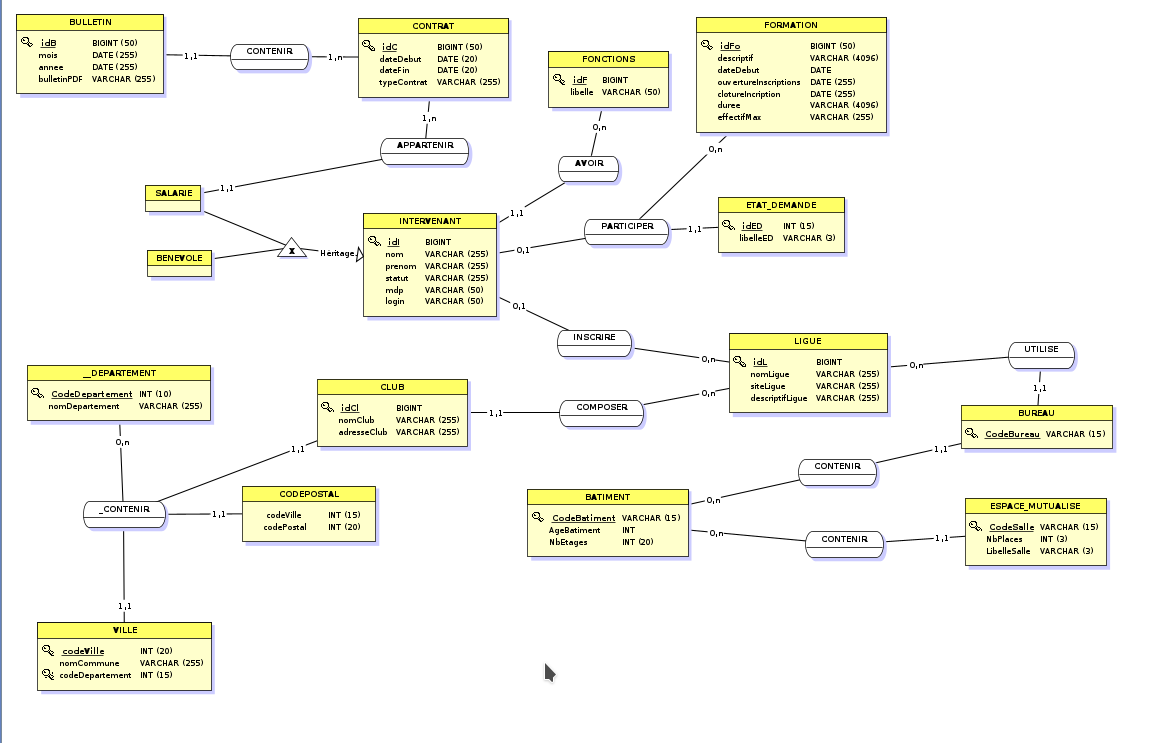 BULLETIN
idB BIGINT (50)
mois DATE (255)
annee DATE (255)
bulletinPDF VARCHAR (255)
1,1
CONTENIR
1,n
CONTRAT
idC BIGINT (50)
dateDebut DATE (20)
dateFin DATE (20)
typeContrat VARCHAR (255)
1,n
APPARTENIR
1,1
FONCTIONS
idF BIGINT
libelle VARCHAR (50)
0,n
AVOIR
1,1
FORMATION
idFo BIGINT (50)
descriptif VARCHAR (4096)
dateDebut DATE
ouvertureInscriptions DATE (255)
clotureIncription DATE (255)
duree VARCHAR (4096)
effectifMax VARCHAR (255)
0,n
SALARIE
BENEVOLE
X
Héritage
INTERVENANT
idI BIGINT
nom VARCHAR (255)
prenom VARCHAR (255)
statut VARCHAR (255)
mdp VARCHAR (50)
login VARCHAR (50)
0,1
PARTICIPER
1,1
ETAT_DEMANDE
idED INT (15)
libelleED VARCHAR (3)
0,1
INSCRIRE
0,n
LIGUE
idL BIGINT
nomLigue VARCHAR (255)
siteLigue VARCHAR (255)
descriptifLigue VARCHAR (255)
0,n
UTILISE
1,1
BUREAU
CodeBureau VARCHAR (15)
__DEPARTEMENT
CodeDepartement INT (10)
nomDepartement VARCHAR (255)
0,n
CLUB
idCl BIGINT
nomClub VARCHAR (255)
adresseClub VARCHAR (255)
1,1
COMPOSER
0,n
1,1
_CONTENIR
1,1
CODEPOSTAL
codeVille INT (15)
codePostal INT (20)
BATIMENT
CodeBatiment VARCHAR (15)
AgeBatiment INT
NbEtages INT (20)
0,n
CONTENIR
1,1
0,n
CONTENIR
1,1
ESPACE_MUTUALISE
CodeSalle VARCHAR (15)
NbPlaces INT (3)
LibelleSalle VARCHAR (3)
1,1
VILLE
codeVille INT (20)
nomCommune VARCHAR (255)
codeDepartement INT (15)